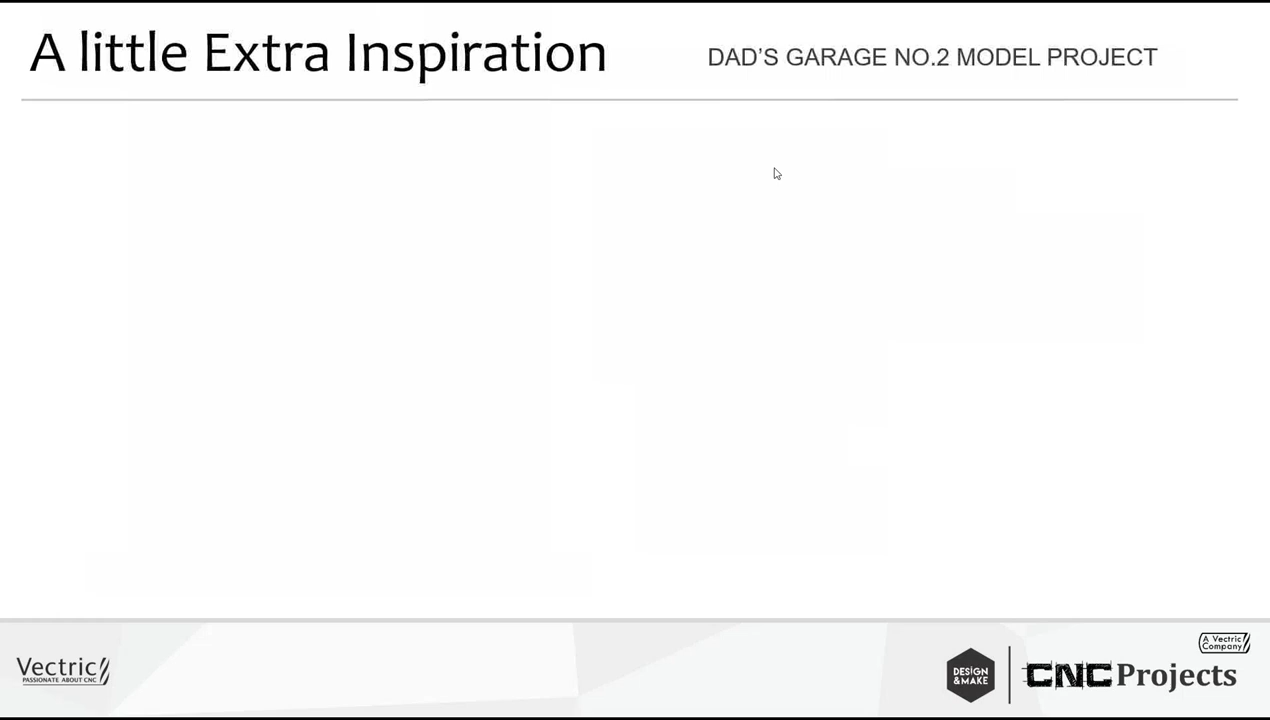 A little Extra Inspiration
DAD’S GARAGE NO.2 MODEL PROJECT
Vectric
PASSIONATE ABOUT CNC
DESIGN
&MAKE
A Vectric
Company
CNC Projects